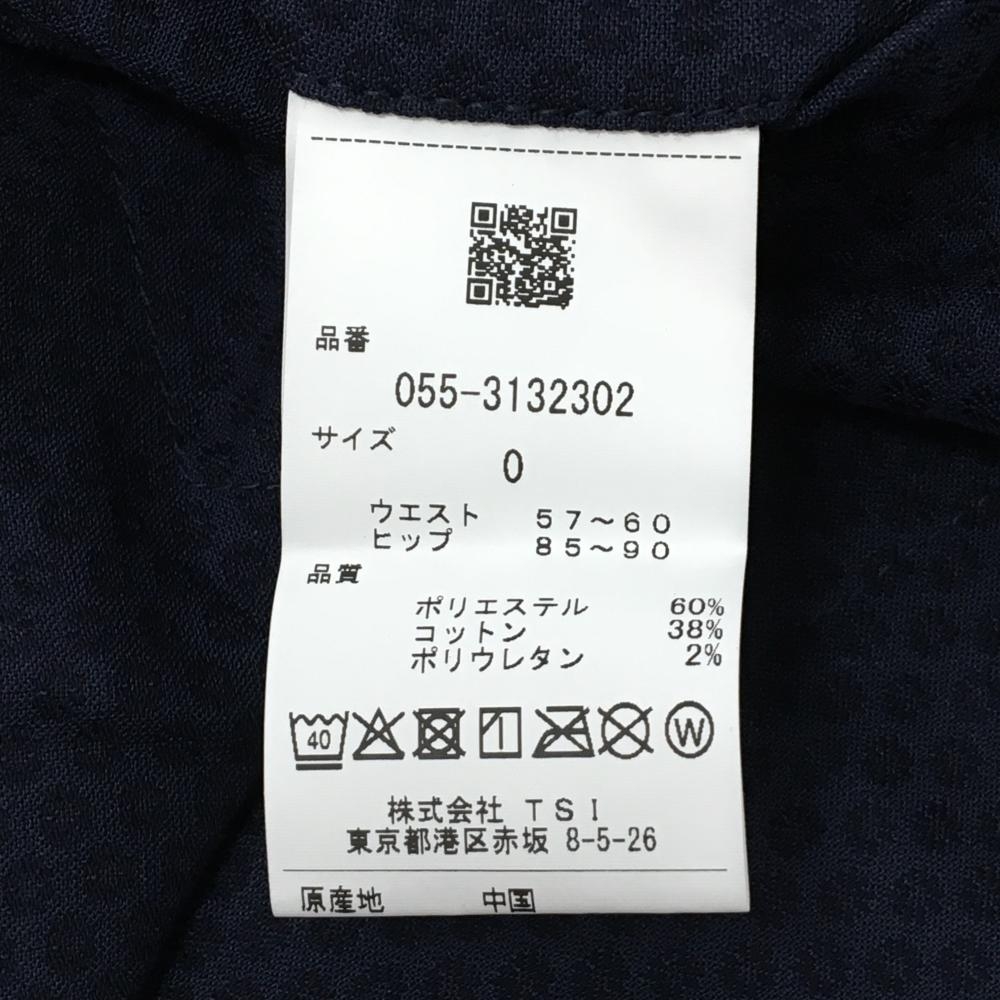 品番
055-3132302
サイズ
0
ウエスト 57~60
ヒップ 85~90
品質
ポリエステル 60%
コットン 38%
ポリウレタン 2%
40 W
株式会社 TSI
東京都港区赤坂 8-5-26
原産地 中国